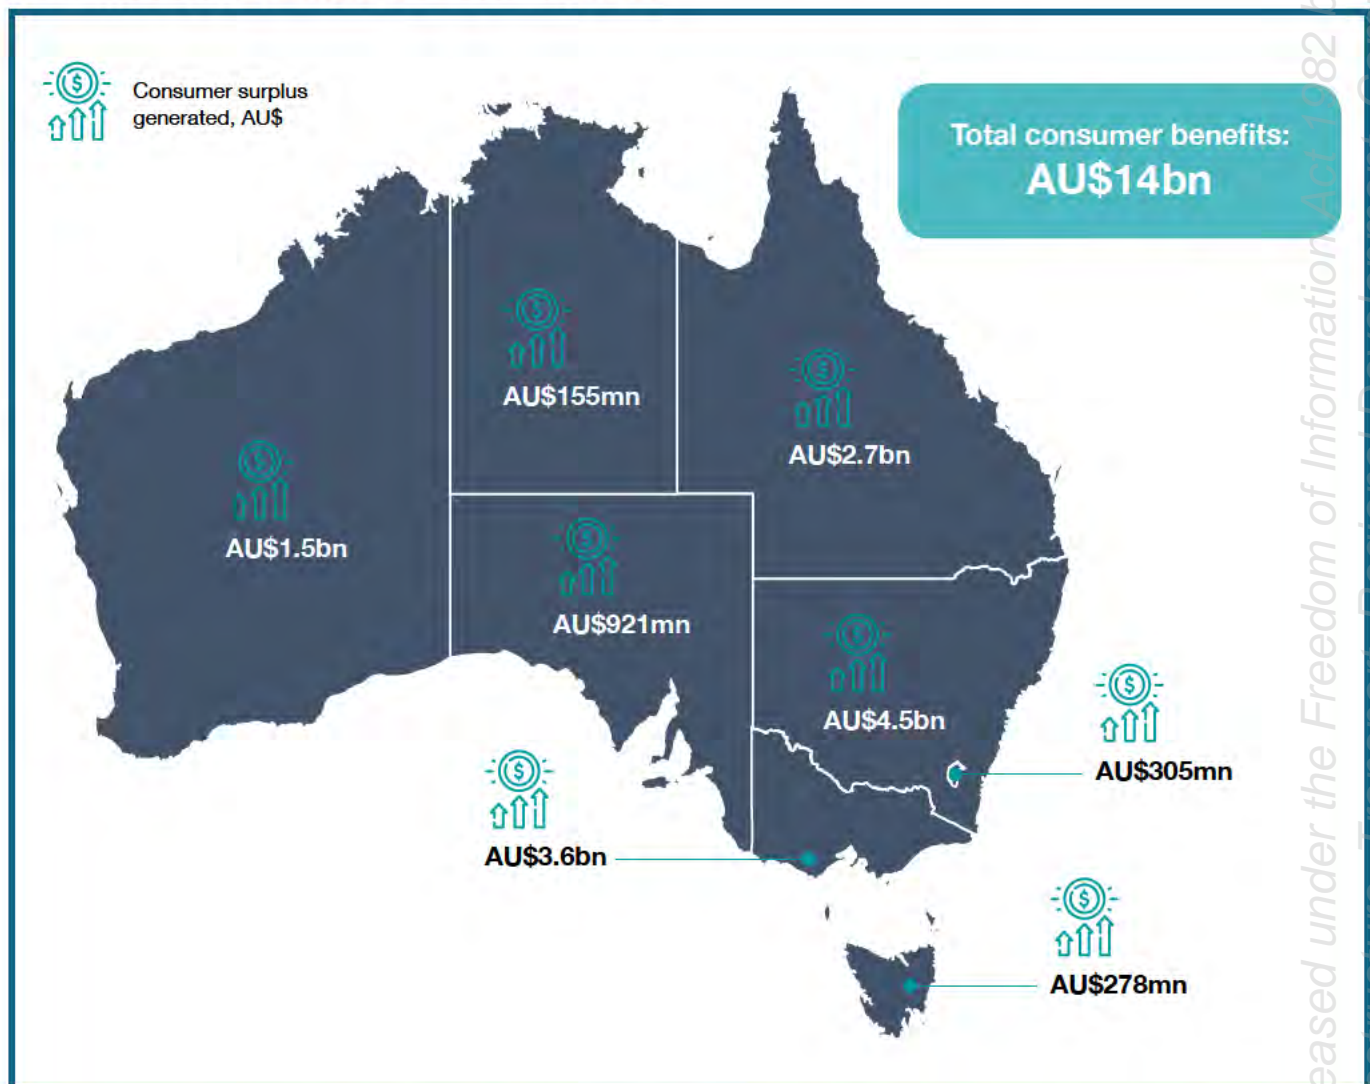 Consumer surplus
generated, AU$
Total consumer benefits:
AU$14bn
AU$155mn
AU$2.7bn
AU$1.5bn
AU$921mn
AU$4.5bn
AU$305mn
AU$3.6bn
AU$278mn
eased under the Freedom of Information Act 1982 b